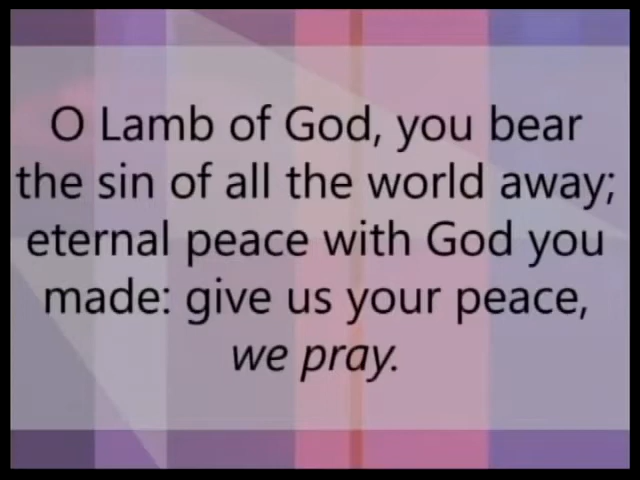 O Lamb of God, you bear
the sin of all the world away;
eternal peace with God you
made: give us your peace,
we pray.